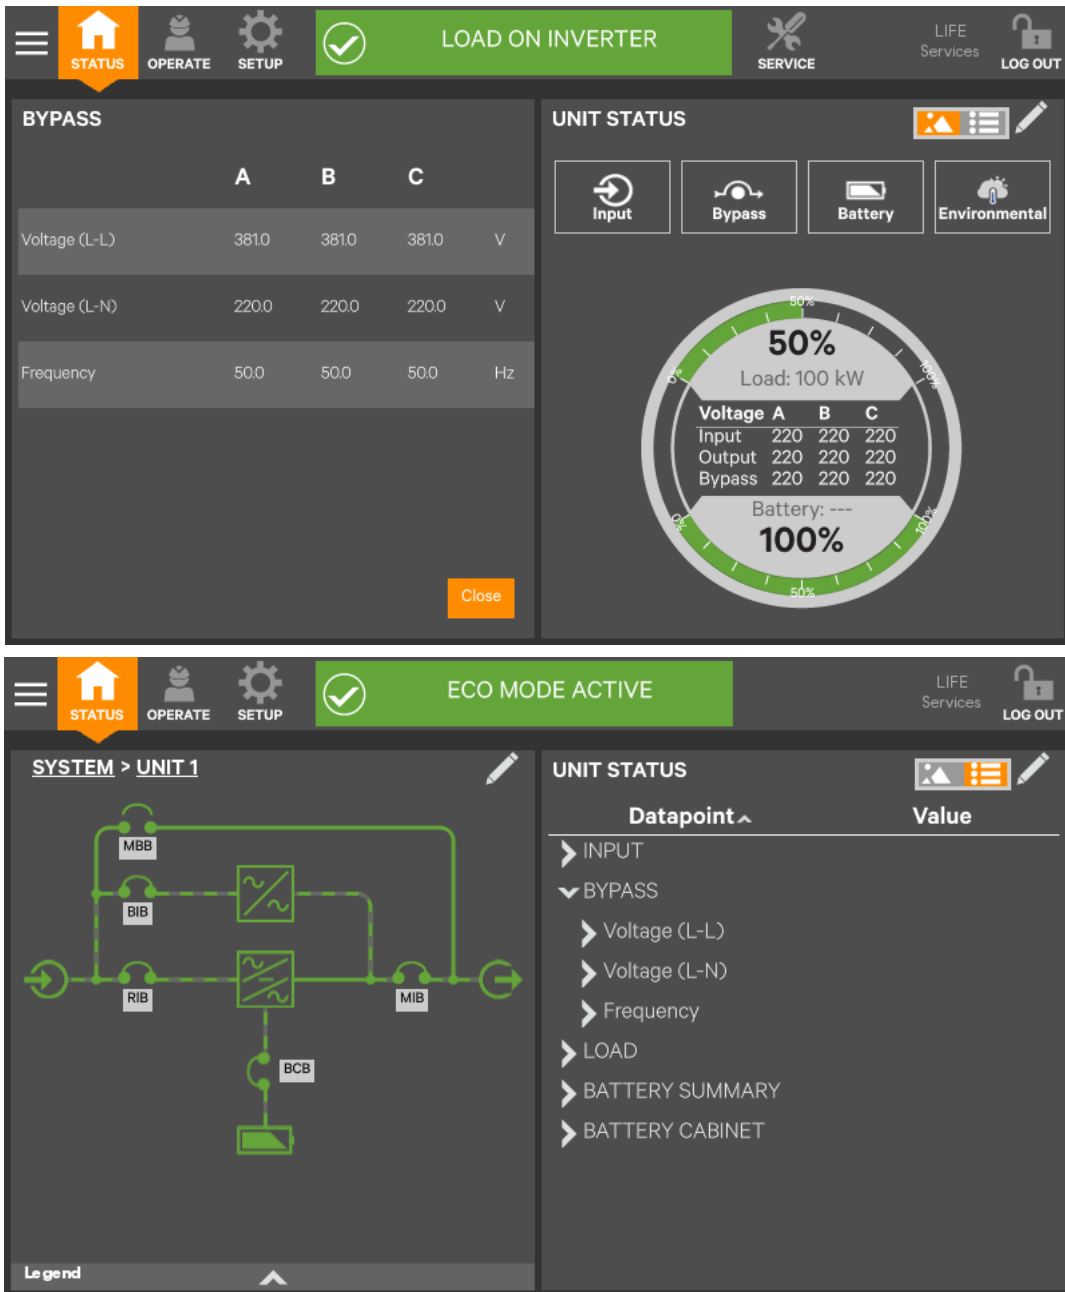 STATUS OPERATE SETUP LOAD ON INVERTER SERVICE LIFE Services LOG OUT
BYPASS
A B C
Voltage (L-L) 381.0 381.0 381.0 V
Voltage (L-N) 220.0 220.0 220.0 V
Frequency 50.0 50.0 50.0 Hz
Close
UNIT STATUS
Input Bypass Battery Environmental
0% 50% 100%
50%
Load: 100 kW
Voltage A B C
Input 220 220 220
Output 220 220 220
Bypass 220 220 220
Battery: ---
100%
0% 50% 100%
STATUS OPERATE SETUP ECO MODE ACTIVE LIFE Services LOG OUT
SYSTEM > UNIT 1
MBB
BIB
RIB MIB
BCB
Legend
UNIT STATUS
Datapoint Value
INPUT
BYPASS
Voltage (L-L)
Voltage (L-N)
Frequency
LOAD
BATTERY SUMMARY
BATTERY CABINET